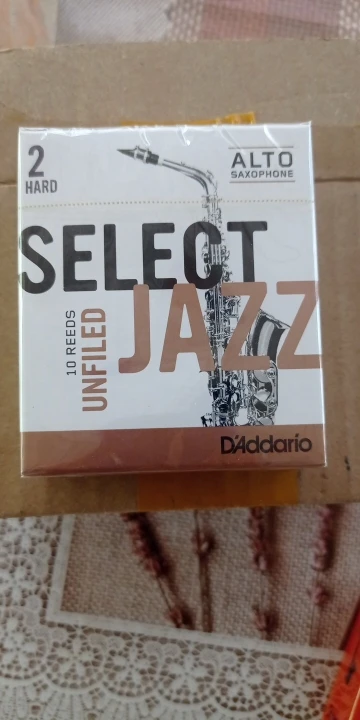 2
HARD
ALTO
SAXOPHONE
SELECT
JAZZ
10 REEDS
UNFILED
D'Addario